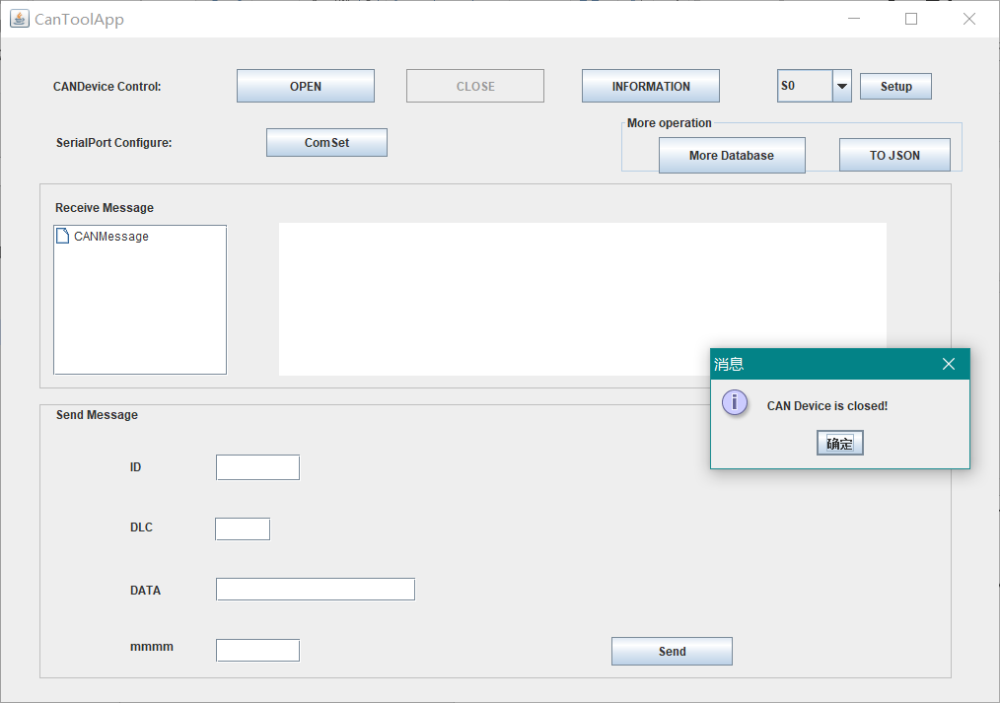 CanToolApp
CANDevice Control:
OPEN
CLOSE
INFORMATION
S0
Setup
SerialPort Configure:
ComSet
More operation
More Database
TO JSON
Receive Message
CANMessage
消息
CAN Device is closed!
确定
Send Message
ID
DLC
DATA
mmmm
Send